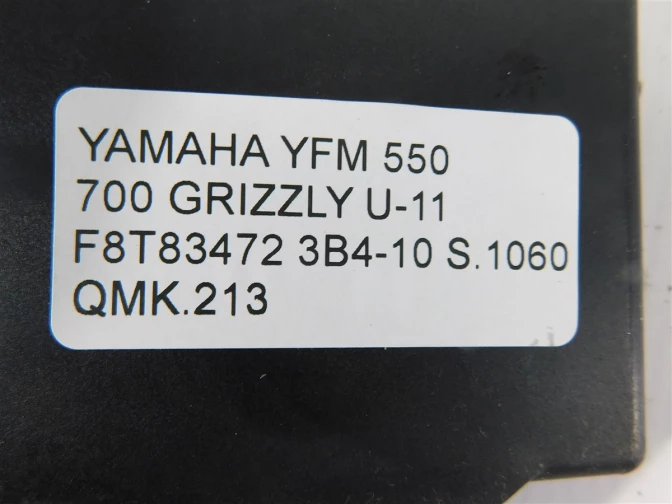 YAMAHA YFM 550
700 GRIZZLY U-11
F8T83472 3B4-10 S.1060
QMK.213